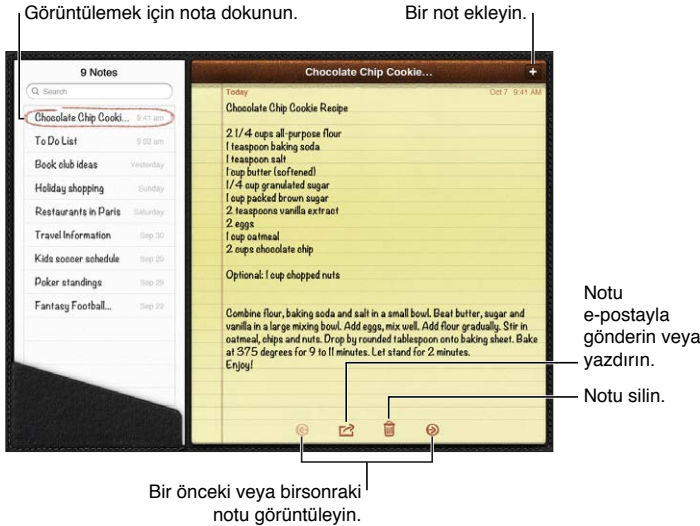 Görüntülemek için nota dokunun.
Bir not ekleyin.
9 Notes
Search
Chocolate Chip Cooki... 9:41 am
To Do List 9:02 am
Book club ideas Yesterday
Holiday shopping Sunday
Restaurants in Paris Saturday
Travel Information Sep 30
Kids soccer schedule Sep 29
Poker standings Sep 29
Fantasy Football... Sep 22
Chocolate Chip Cookie... +
Today Oct 7 9:41 AM
Chocolate Chip Cookie Recipe
2 1/4 cups all-purpose flour
1 teaspoon baking soda
1 teaspoon salt
1 cup butter (softened)
1/4 cup granulated sugar
1 cup packed brown sugar
2 teaspoons vanilla extract
2 eggs
1 cup oatmeal
2 cups chocolate chip
Optional: 1 cup chopped nuts
Combine flour, baking soda and salt in a small bowl. Beat butter, sugar and
vanilla in a large mixing bowl. Add eggs, mix well. Add flour gradually. Stir in
oatmeal, chips and nuts. Drop by rounded tablespoon onto baking sheet. Bake
at 375 degrees for 9 to 11 minutes. Let stand for 2 minutes.
Enjoy!
Notu
e-postayla
gönderin veya
yazdırın.
Notu silin.
Bir önceki veya birsonraki
notu görüntüleyin.